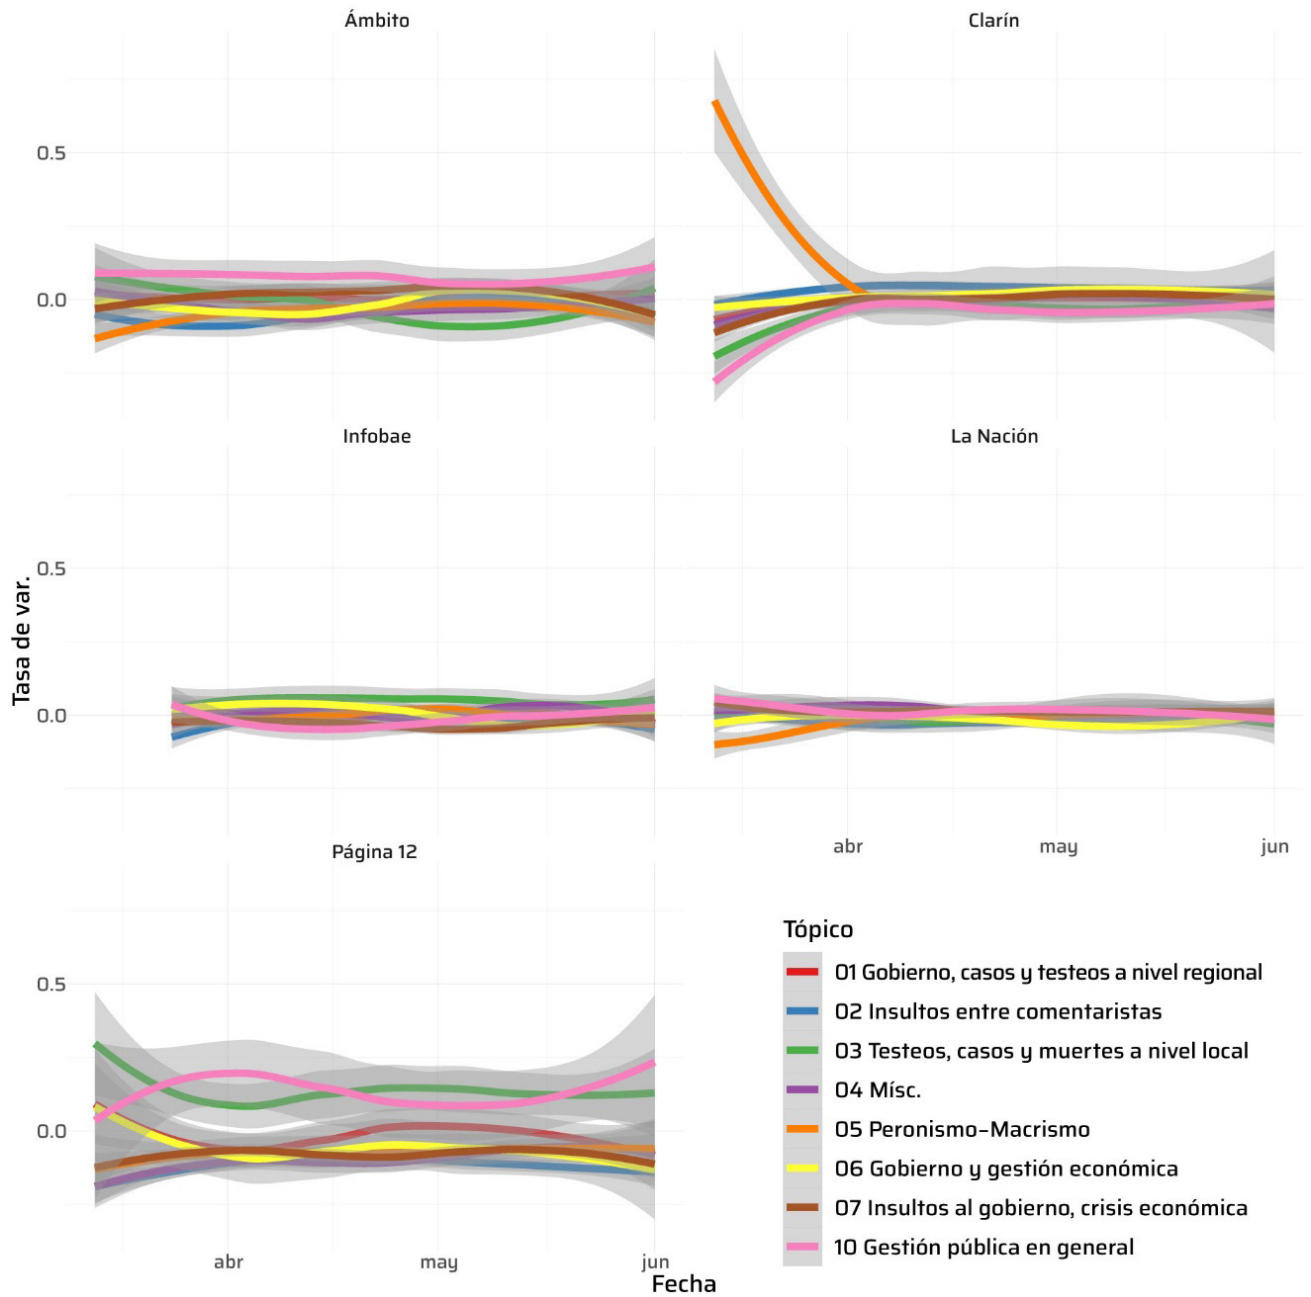 Ámbito
Clarín
0.5
0.0
Infobae
La Nación
Tasa de var.
0.5
0.0
abr may jun
Página 12
0.5
0.0
abr may jun
Fecha
Tópico
01 Gobierno, casos y testeos a nivel regional
02 Insultos entre comentaristas
03 Testeos, casos y muertes a nivel local
04 Mísc.
05 Peronismo-Macrismo
06 Gobierno y gestión económica
07 Insultos al gobierno, crisis económica
10 Gestión pública en general